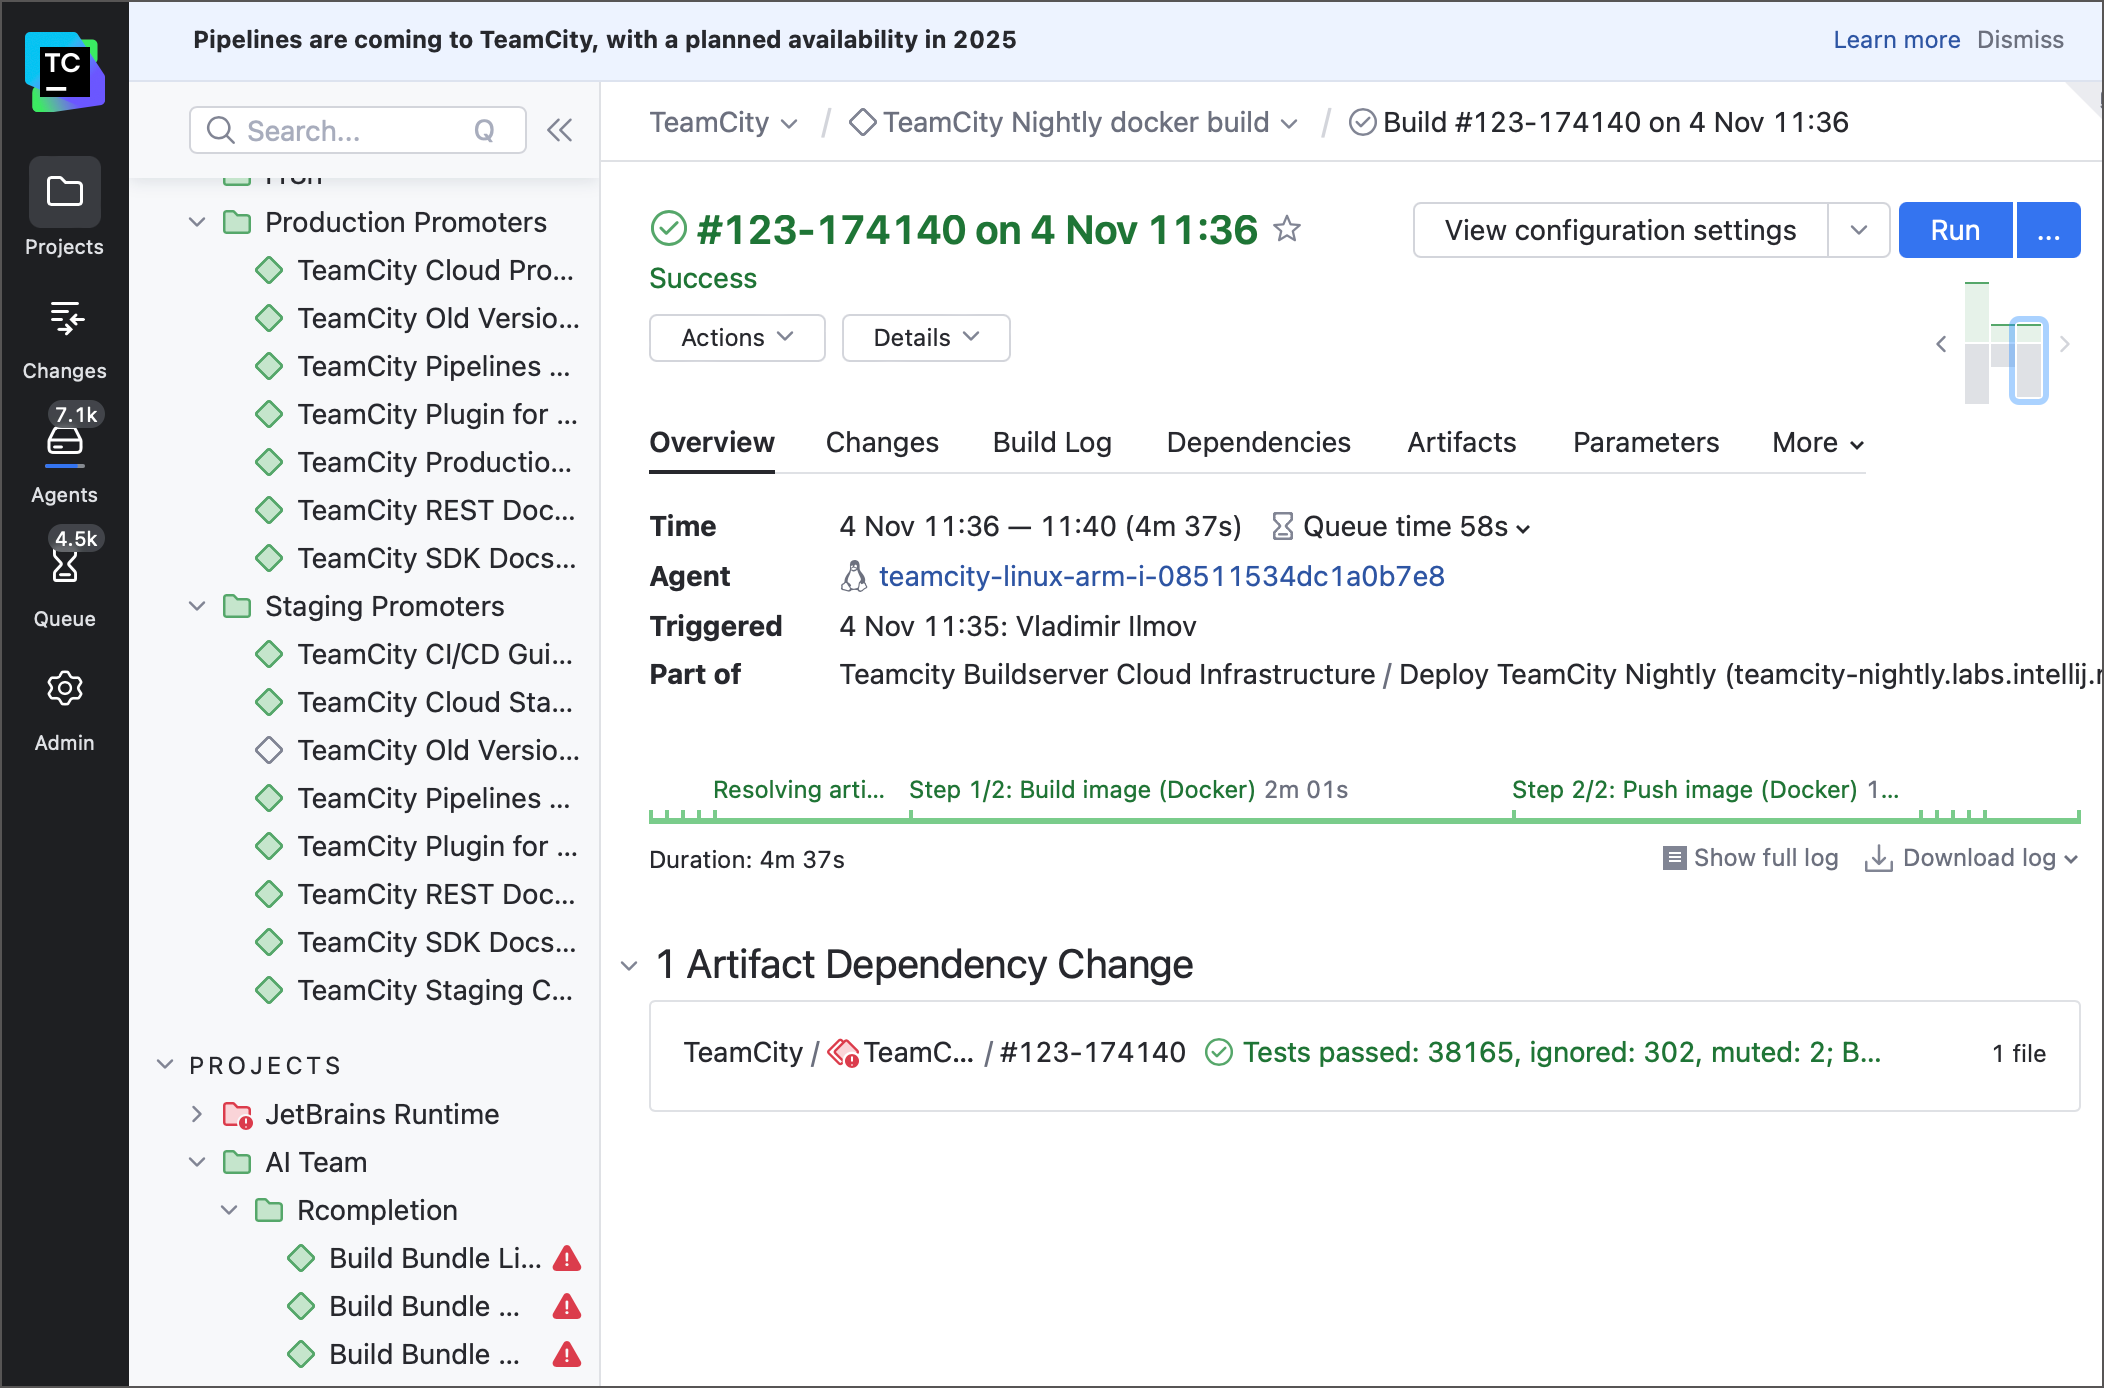 Pipelines are coming to TeamCity, with a planned availability in 2025
Learn more
Dismiss
TC
Projects
Changes
7.1k
Agents
4.5k
Queue
Admin
Search...
Q
Production Promoters
TeamCity Cloud Pro...
TeamCity Old Versio...
TeamCity Pipelines ...
TeamCity Plugin for ...
TeamCity Productio...
TeamCity REST Doc...
TeamCity SDK Docs...
Staging Promoters
TeamCity CI/CD Gui...
TeamCity Cloud Sta...
TeamCity Old Versio...
TeamCity Pipelines ...
TeamCity Plugin for ...
TeamCity REST Doc...
TeamCity SDK Docs...
TeamCity Staging C...
PROJECTS
JetBrains Runtime
AI Team
Rcompletion
Build Bundle Li...
Build Bundle ...
Build Bundle ...
TeamCity / TeamCity Nightly docker build / Build #123-174140 on 4 Nov 11:36
#123-174140 on 4 Nov 11:36
View configuration settings
Run
...
Success
Actions
Details
Overview
Changes
Build Log
Dependencies
Artifacts
Parameters
More
Time 4 Nov 11:36 — 11:40 (4m 37s) Queue time 58s
Agent teamcity-linux-arm-i-08511534dc1a0b7e8
Triggered 4 Nov 11:35: Vladimir Ilmov
Part of Teamcity Buildserver Cloud Infrastructure / Deploy TeamCity Nightly (teamcity-nightly.labs.intellij.
Resolving arti... Step 1/2: Build image (Docker) 2m 01s Step 2/2: Push image (Docker) 1...
Duration: 4m 37s
Show full log
Download log
1 Artifact Dependency Change
TeamCity / TeamC... / #123-174140 Tests passed: 38165, ignored: 302, muted: 2; B... 1 file